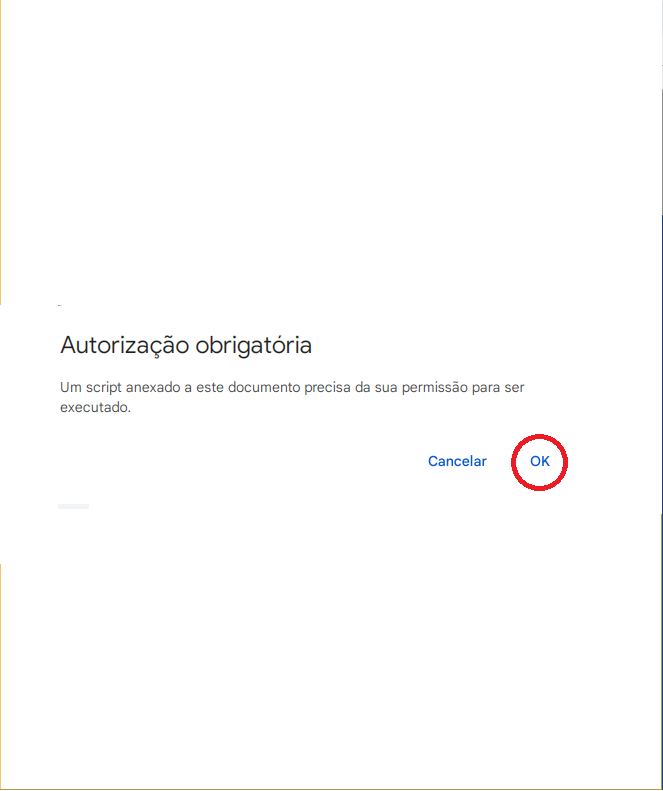 Autorização obrigatória
Um script anexado a este documento precisa da sua permissão para ser
executado.
Cancelar OK